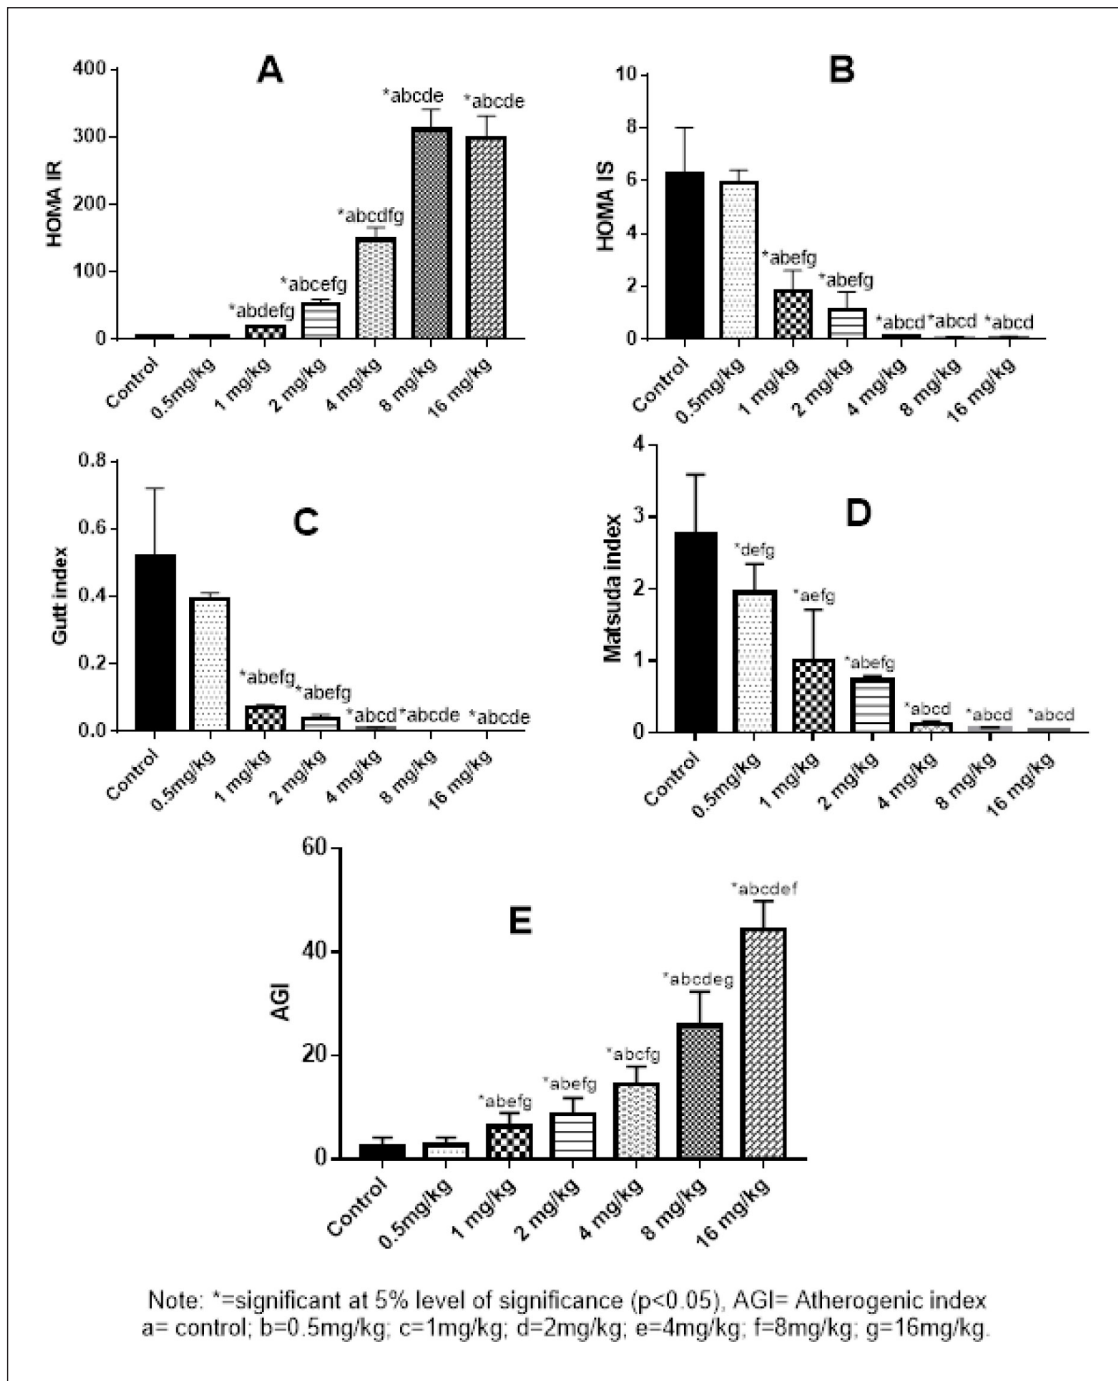 A
400
300
200
100
0
HOMA IR
*abdefg
*abcefg
*abcdfg
*abcde
*abcde
Control
0.5mg/kg
1 mg/kg
2 mg/kg
4 mg/kg
8 mg/kg
16 mg/kg
B
10
8
6
4
2
0
HOMA IS
*abefg
*abefg
*abcd
*abcd
*abcd
Control
0.5mg/kg
1 mg/kg
2 mg/kg
4 mg/kg
8 mg/kg
16 mg/kg
C
0.8
0.6
0.4
0.2
0.0
Gutt index
*abefg
*abefg
*abcd
*abcde
*abcde
Control
0.5mg/kg
1 mg/kg
2 mg/kg
4 mg/kg
8 mg/kg
16 mg/kg
D
4
3
2
1
0
Matsuda index
*defg
*aefg
*abefg
*abcd
*abcd
*abcd
Control
0.5mg/kg
1 mg/kg
2 mg/kg
4 mg/kg
8 mg/kg
16 mg/kg
E
60
40
20
0
AGI
*abefg
*abefg
*abcfg
*abcdeg
*abcdef
Control
0.5mg/kg
1 mg/kg
2 mg/kg
4 mg/kg
8 mg/kg
16 mg/kg
Note: *=significant at 5% level of significance (p<0.05), AGI= Atherogenic index
a= control; b=0.5mg/kg; c=1mg/kg; d=2mg/kg; e=4mg/kg; f=8mg/kg; g=16mg/kg.